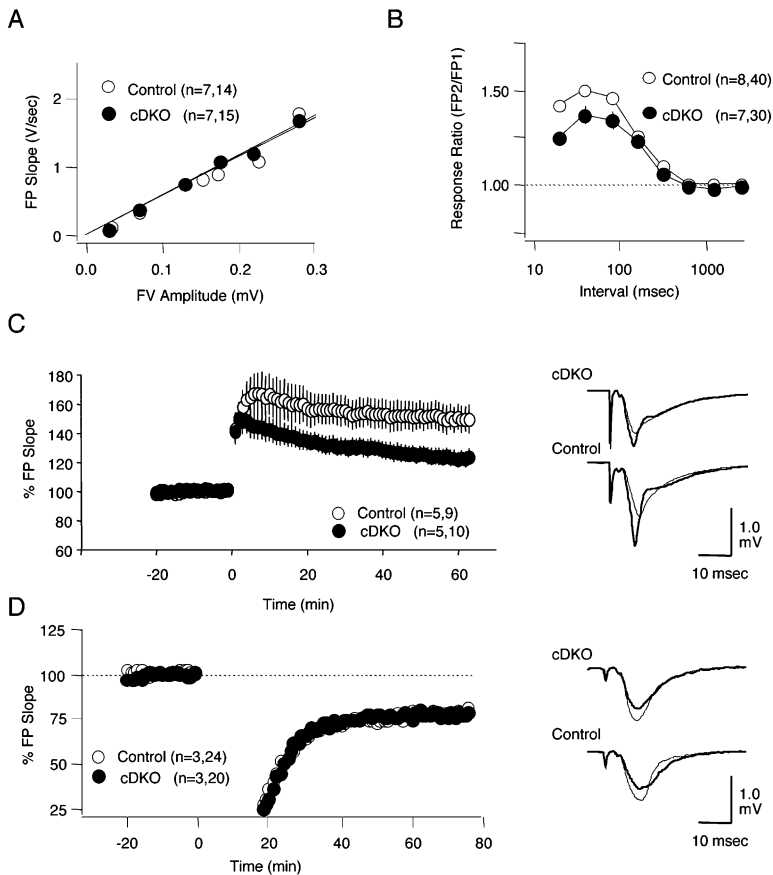 A
FP Slope (V/sec)
2
1
0
Control (n=7,14)
cDKO (n=7,15)
0.0 0.1 0.2 0.3
FV Amplitude (mV)
B
Response Ratio (FP2/FP1)
1.50
1.00
Control (n=8,40)
cDKO (n=7,30)
10 100 1000
Interval (msec)
C
% FP Slope
180
160
140
120
100
80
60
Control (n=5,9)
cDKO (n=5,10)
-20 0 20 40 60
Time (min)
cDKO
Control
1.0
mV
10 msec
D
% FP Slope
125
100
75
50
25
Control (n=3,24)
cDKO (n=3,20)
-20 0 20 40 60 80
Time (min)
cDKO
Control
1.0
mV
10 msec